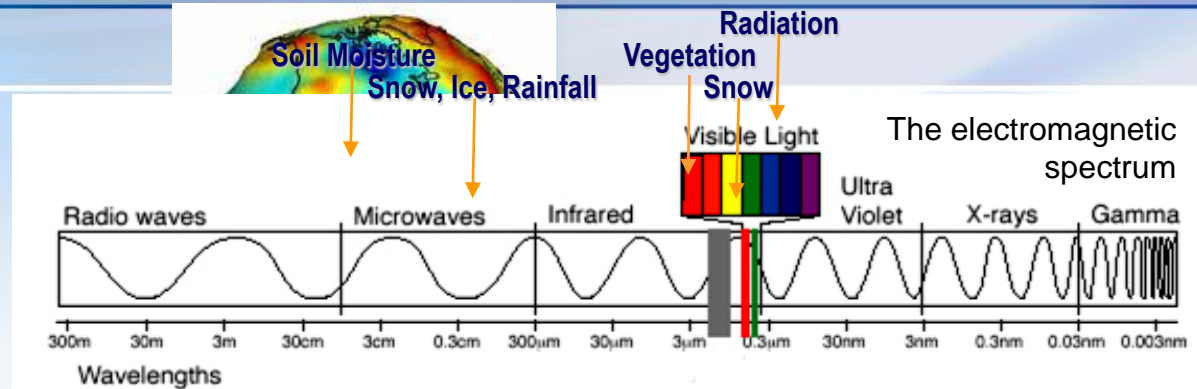 Radiation
Soil Moisture
Vegetation
Snow, Ice, Rainfall
Snow
Visible Light
The electromagnetic
spectrum
Radio waves
Microwaves
Infrared
Ultra
Violet
X-rays
Gamma
300m 30m 3m 30cm 3cm 0.3cm 300µm 30µm 3µm 0.3µm 30nm 3nm 0.3nm 0.03nm 0.003nm
Wavelengths